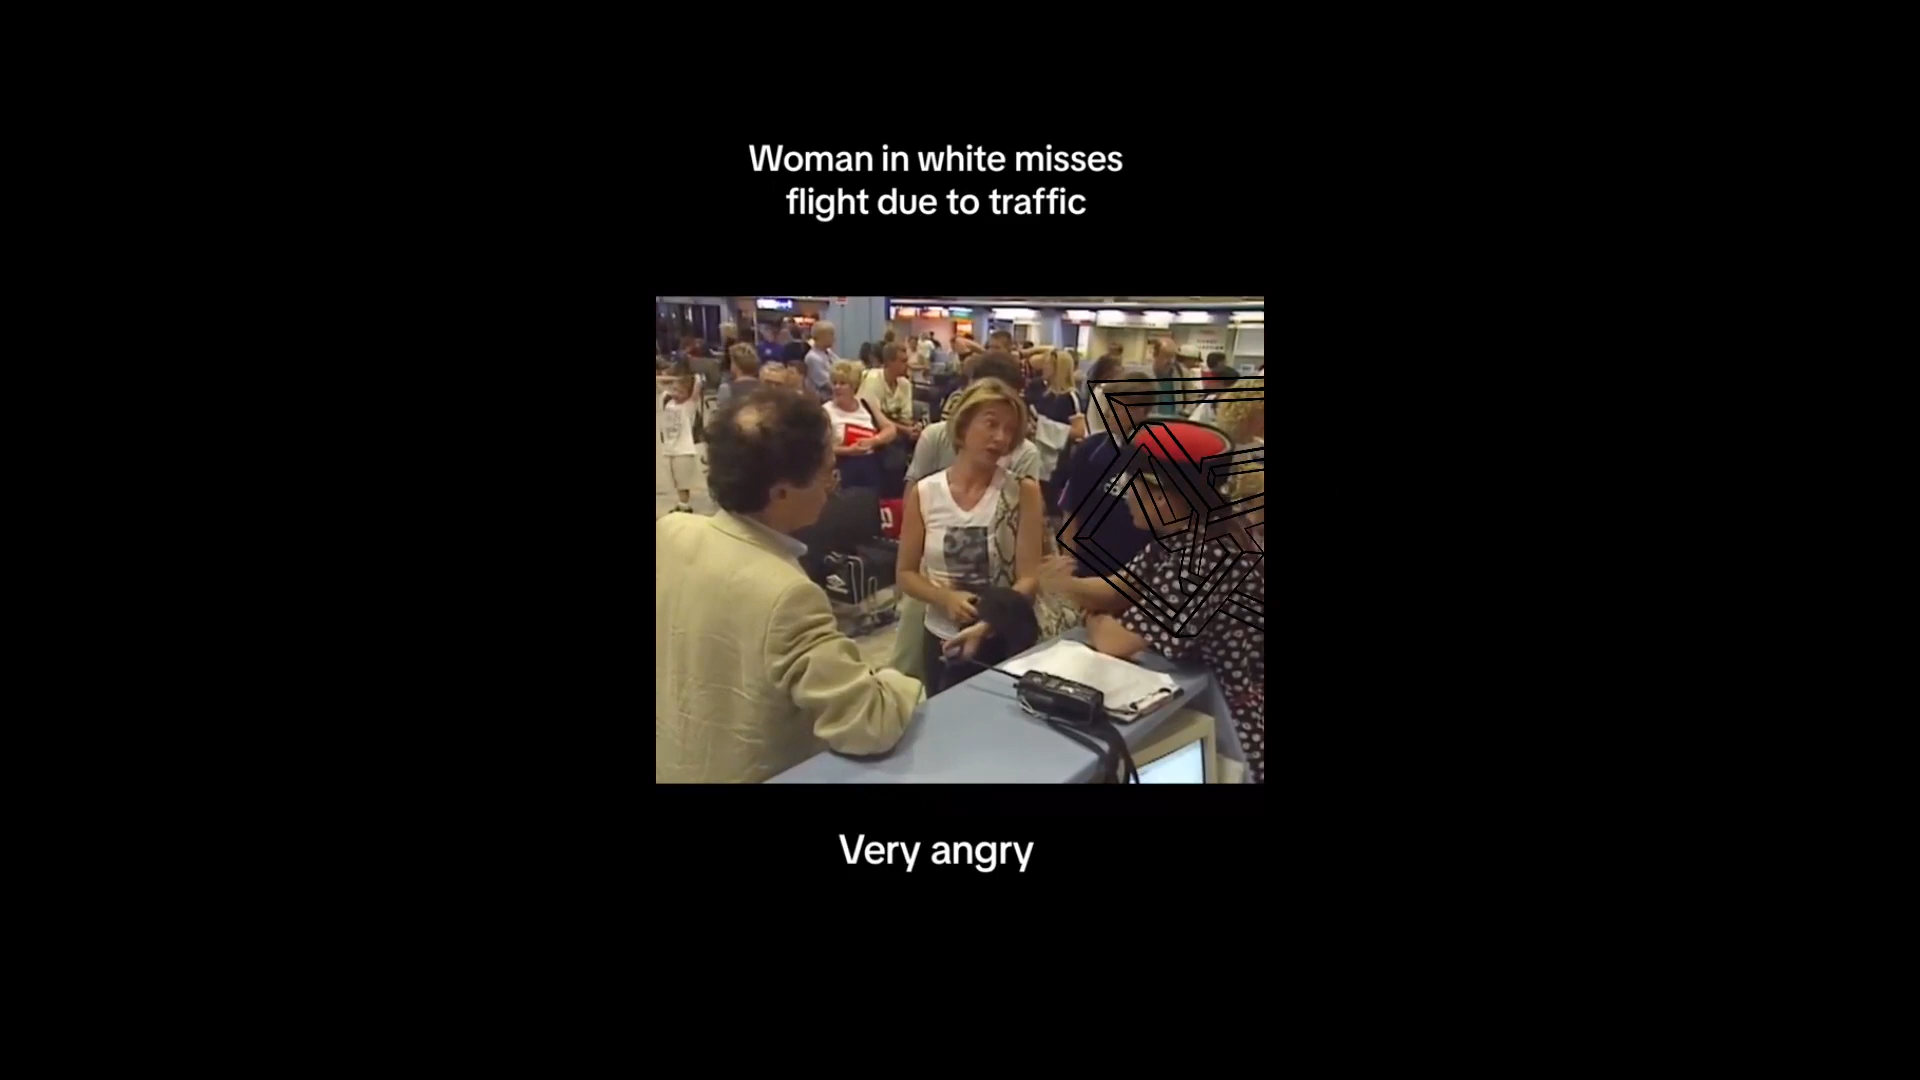 Woman in white misses
flight due to traffic
Very angry